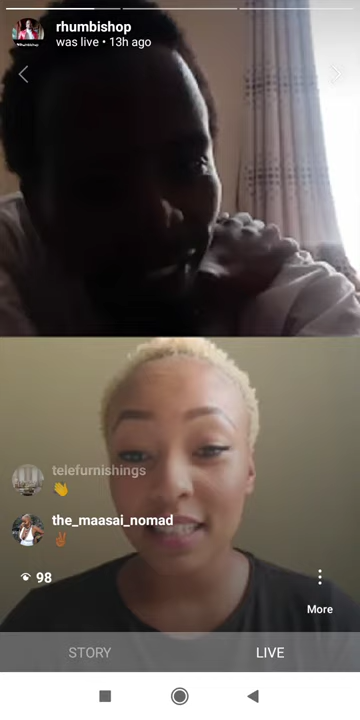 rhumbishop
was live • 13h ago
telefurnishings
👋
the_maasai_nomad
✌🏾
98
More
STORY
LIVE